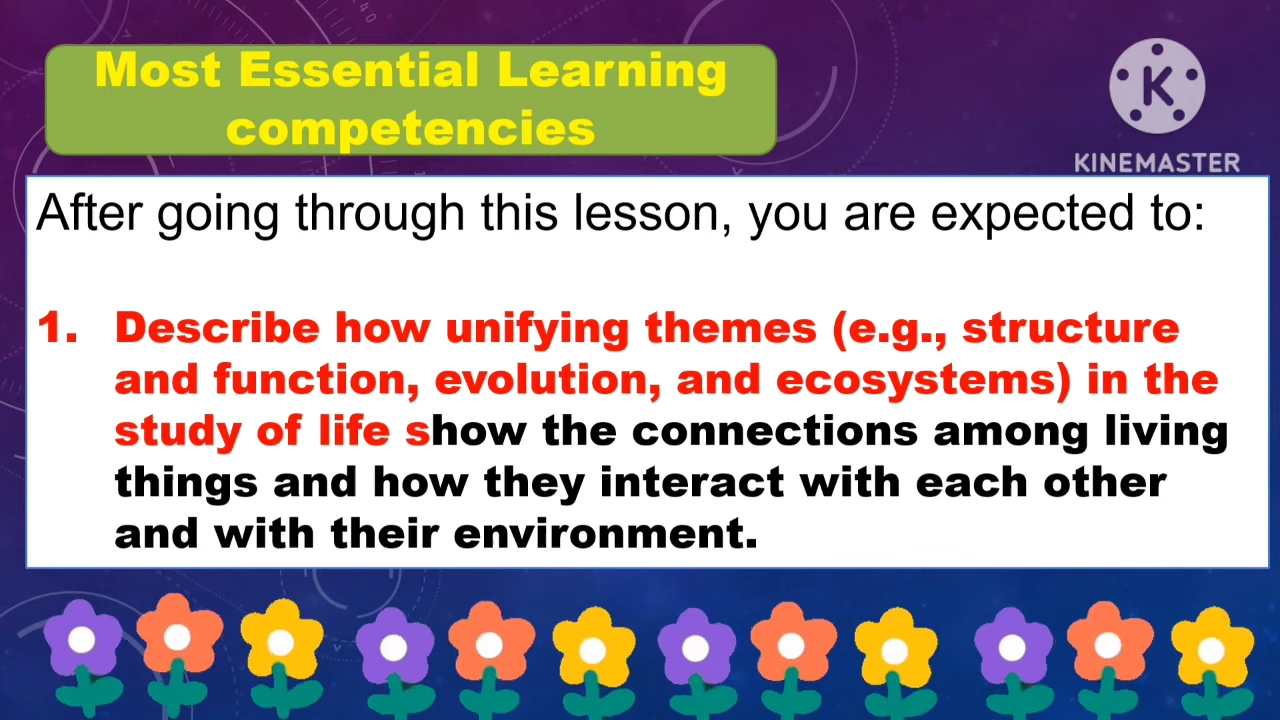 Most Essential Learning
competencies
K
KINEMASTER
After going through this lesson, you are expected to:
1. Describe how unifying themes (e.g., structure
and function, evolution, and ecosystems) in the
study of life show the connections among living
things and how they interact with each other
and with their environment.